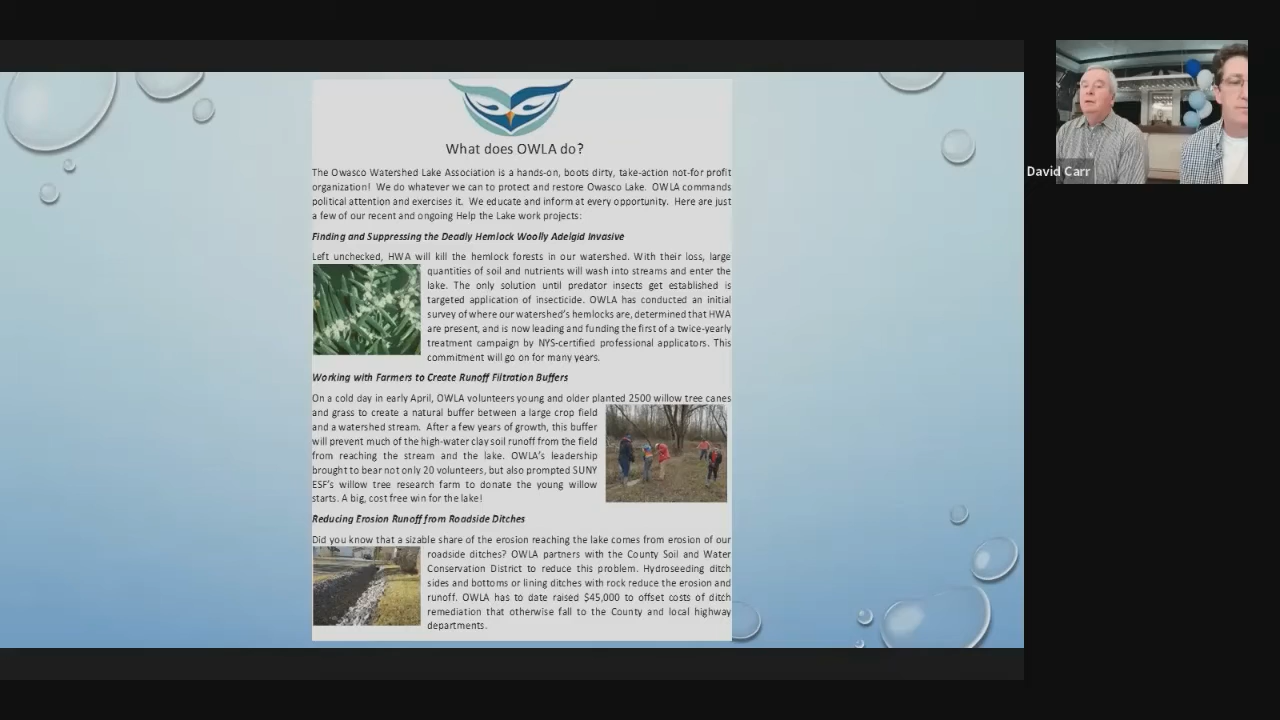 What does OWLA do?
The Owasco Watershed Lake Association is a hands-on, boots dirty, take-action not-for profit
organization! We do whatever we can to protect and restore Owasco Lake. OWLA commands
political attention and exercises it. We educate and inform at every opportunity. Here are just
a few of our recent and ongoing Help the Lake work projects:
Finding and Suppressing the Deadly Hemlock Woolly Adelgid Invasive
Left unchecked, HWA will kill the hemlock forests in our watershed. With their loss, large
quantities of soil and nutrients will wash into streams and enter the
lake. The only solution until predator insects get established is
targeted application of insecticide. OWLA has conducted an initial
survey of where our watershed's hemlocks are, determined that HWA
are present, and is now leading and funding the first of a twice-yearly
treatment campaign by NYS-certified professional applicators. This
commitment will go on for many years.
Working with Farmers to Create Runoff Filtration Buffers
On a cold day in early April, OWLA volunteers young and older planted 2500 willow tree canes
and grass to create a natural buffer between a large crop field
and a watershed stream. After a few years of growth, this buffer
will prevent much of the high-water clay soil runoff from the field
from reaching the stream and the lake. OWLA's leadership
brought to bear not only 20 volunteers, but also prompted SUNY
ESF's willow tree research farm to donate the young willow
starts. A big, cost free win for the lake!
Reducing Erosion Runoff from Roadside Ditches
Did you know that a sizable share of the erosion reaching the lake comes from erosion of our
roadside ditches? OWLA partners with the County Soil and Water
Conservation District to reduce this problem. Hydroseeding ditch
sides and bottoms or lining ditches with rock reduce the erosion and
runoff. OWLA has to date raised $45,000 to offset costs of ditch
remediation that otherwise fall to the County and local highway
departments.
David Carr